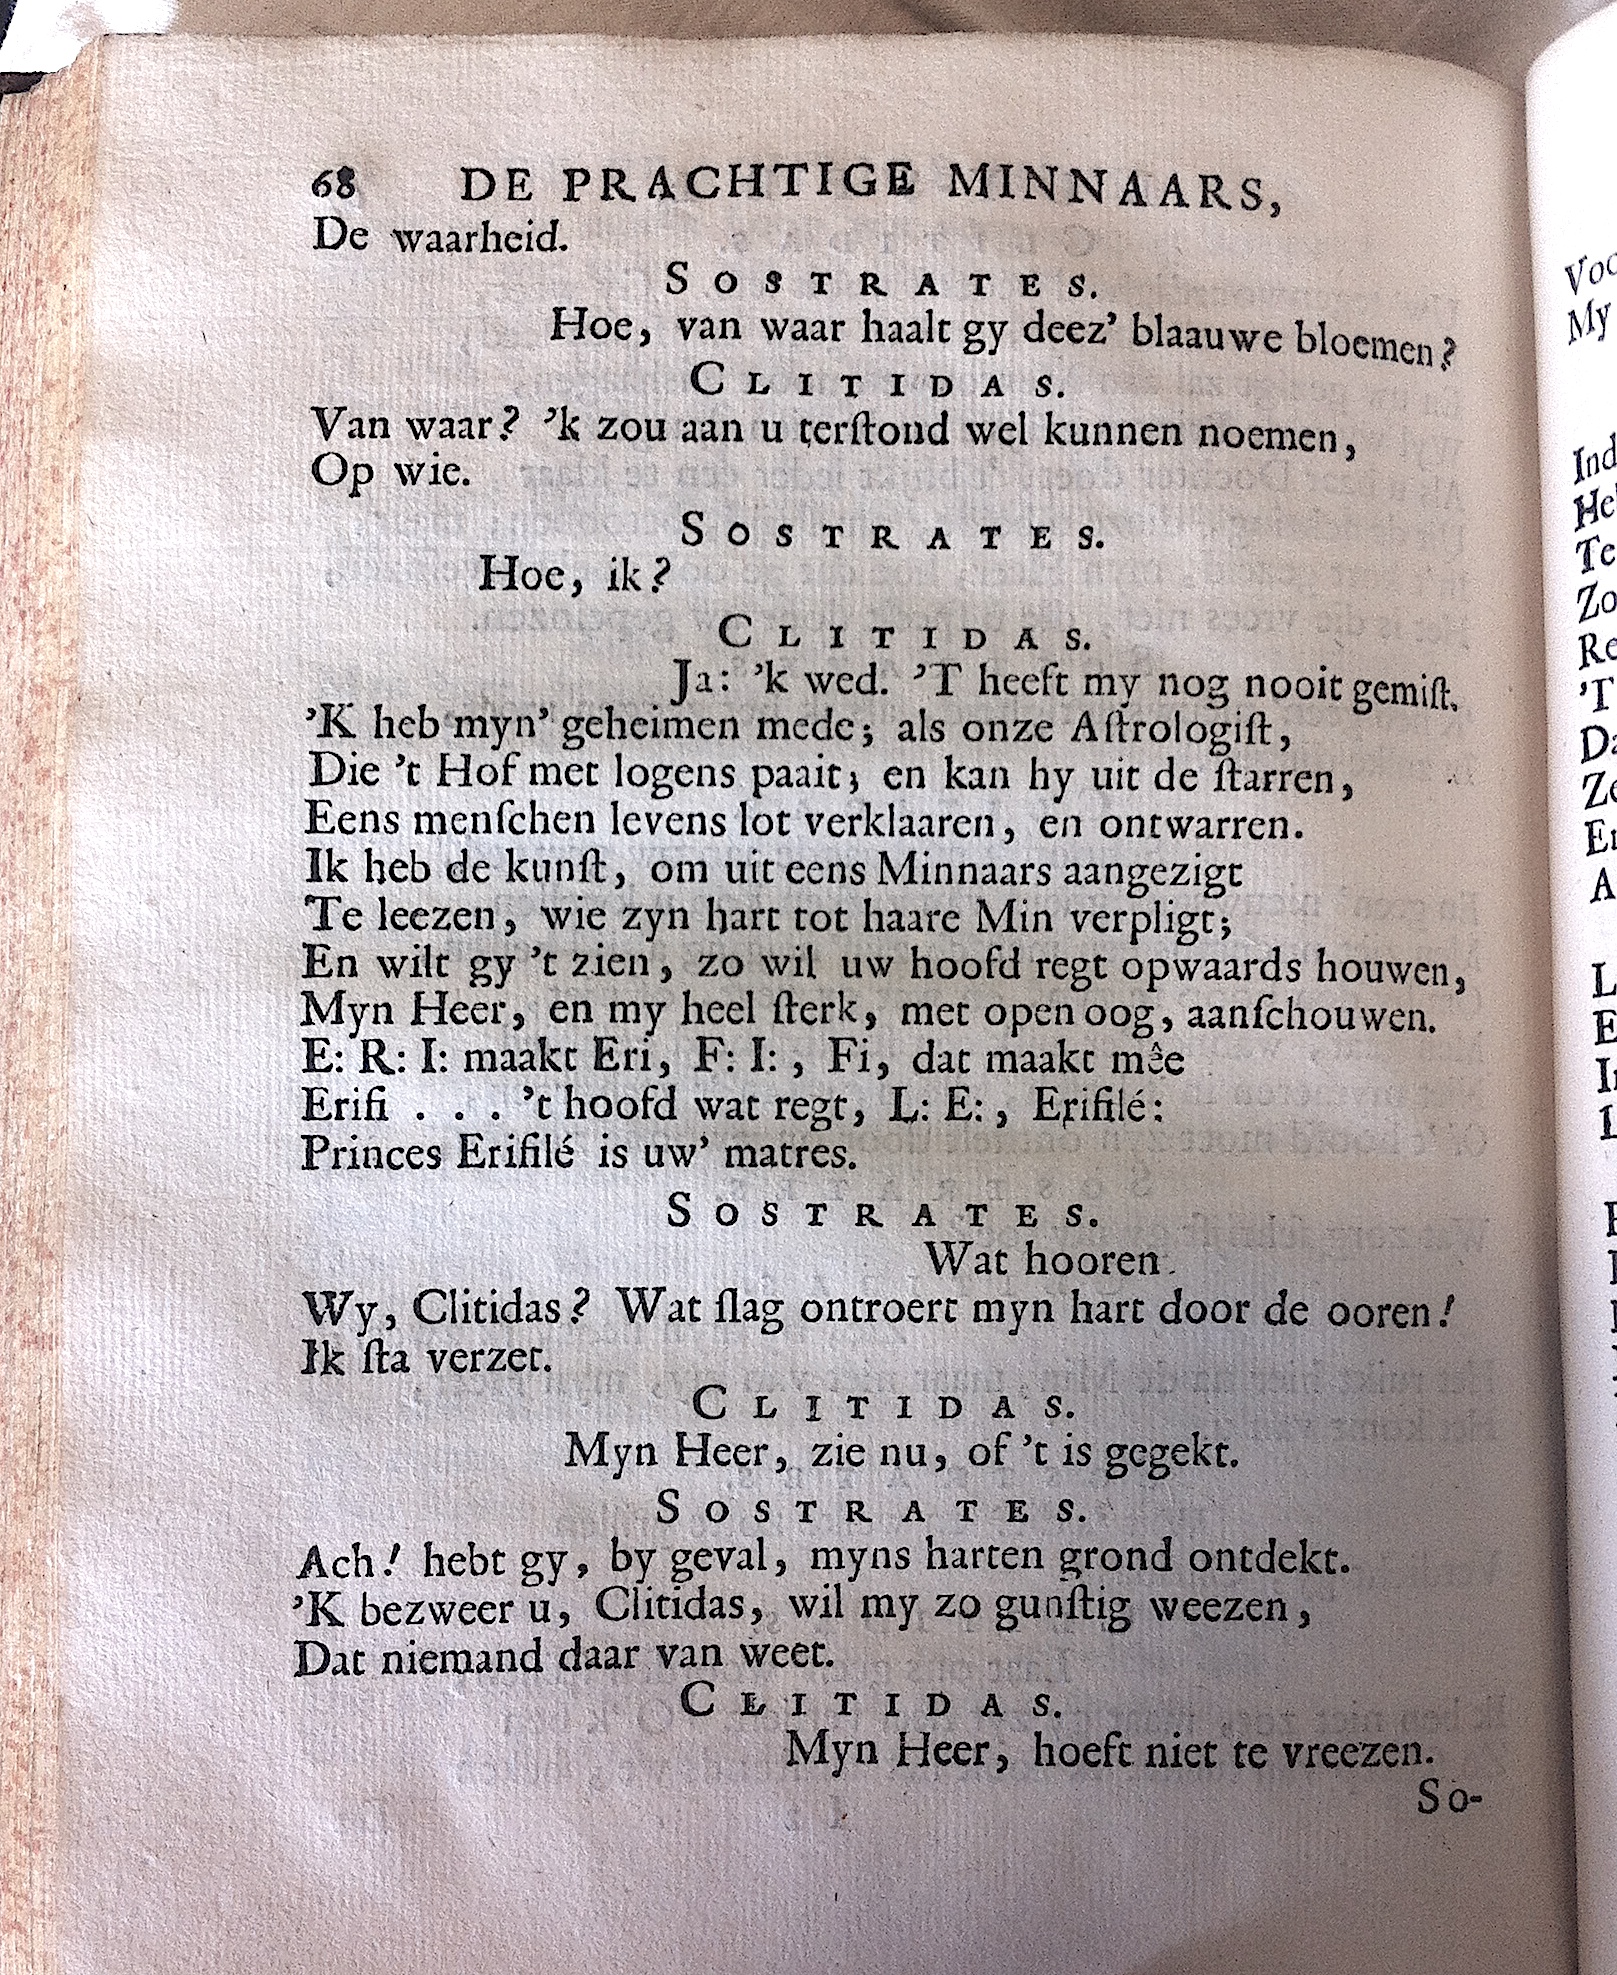 68 DE PRACHTIGE MINNAARS,
De waarheid.
SOSTRATES.
Hoe, van waar haalt gy deez’ blaauwe bloemen?
CLITIDAS.
Van waar? ’k zou aan u terſtond wel kunnen noemen,
Op wie.
SOSTRATES.
Hoe, ik?
CLITIDAS.
Ja: ’k wed. ’T heeft my nog nooit gemiſt.
’K heb myn’ geheimen mede; als onze Aſtrologiſt,
Die ’t Hof met logens paait; en kan hy uit de ſtarren,
Eens menſchen levens lot verklaaren, en ontwarren.
Ik heb de kunſt, om uit eens Minnaars aangezigt
Te leezen, wie zyn hart tot haare Min verpligt;
En wilt gy ’t zien, zo wil uw hoofd regt opwaards houwen,
Myn Heer, en my heel ſterk, met open oog, aanſchouwen.
E: R: I: maakt Eri, F: I: , Fi, dat maakt mêe
Erifi . . . ’t hoofd wat regt, L: E: , Erifilé:
Princes Erifilé is uw’ matres.
SOSTRATES.
Wat hooren
Wy, Clitidas? Wat ſlag ontroert myn hart door de ooren!
Ik ſta verzet.
CLITIDAS.
Myn Heer, zie nu, of ’t is gegekt.
SOSTRATES.
Ach! hebt gy, by geval, myns harten grond ontdekt.
’K bezweer u, Clitidas, wil my zo gunſtig weezen,
Dat niemand daar van weet.
CLITIDAS.
Myn Heer, hoeft niet te vreezen.
So-
Voo
My
Ind
He
Te
Zo
Re
’T
Da
Ze
A
L
E